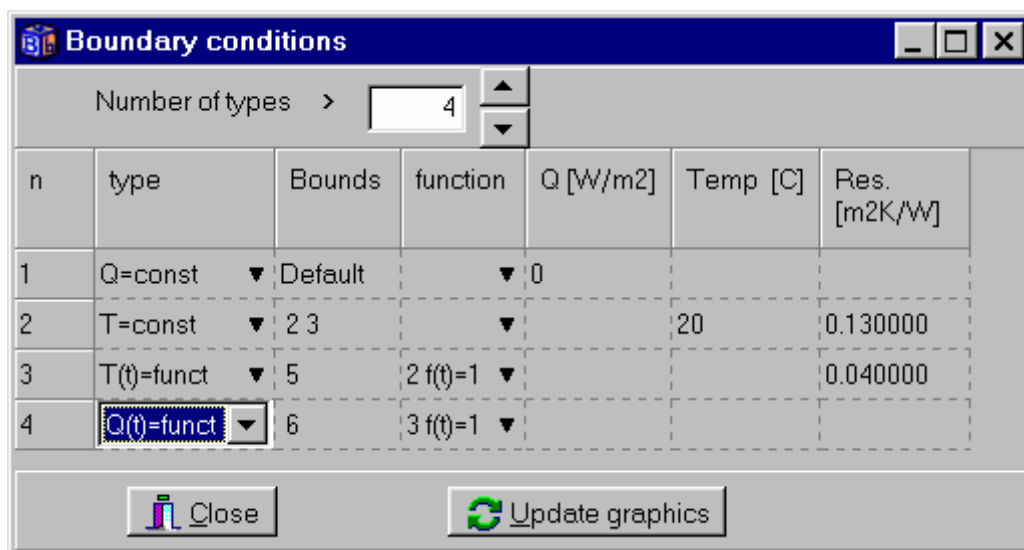 Boundary conditions
Number of types > 4
n type Bounds function Q [W/m2] Temp [C] Res.
[m2K/W]
1 Q=const Default 0
2 T=const 2 3 20 0.130000
3 T(t)=funct 5 2 f(t)=1 0.040000
4 Q(t)=funct 6 3 f(t)=1
Close Update graphics